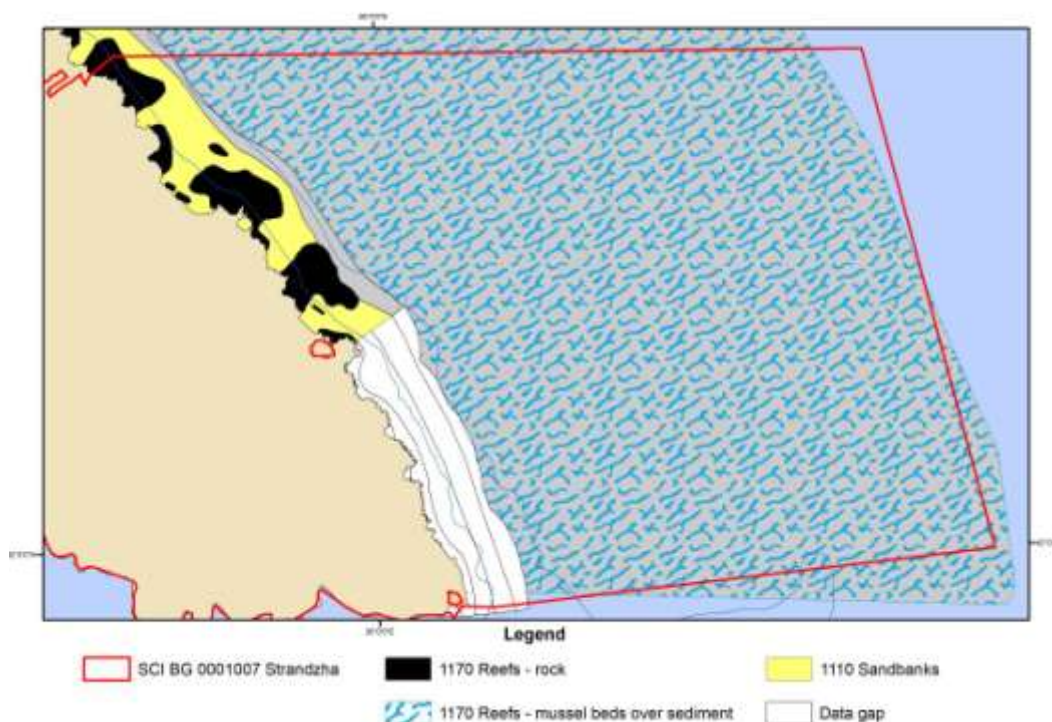 Legend
SCI BG 0001007 Strandzha
1170 Reefs - rock
1110 Sandbanks
1170 Reefs - mussel beds over sediment
Data gap